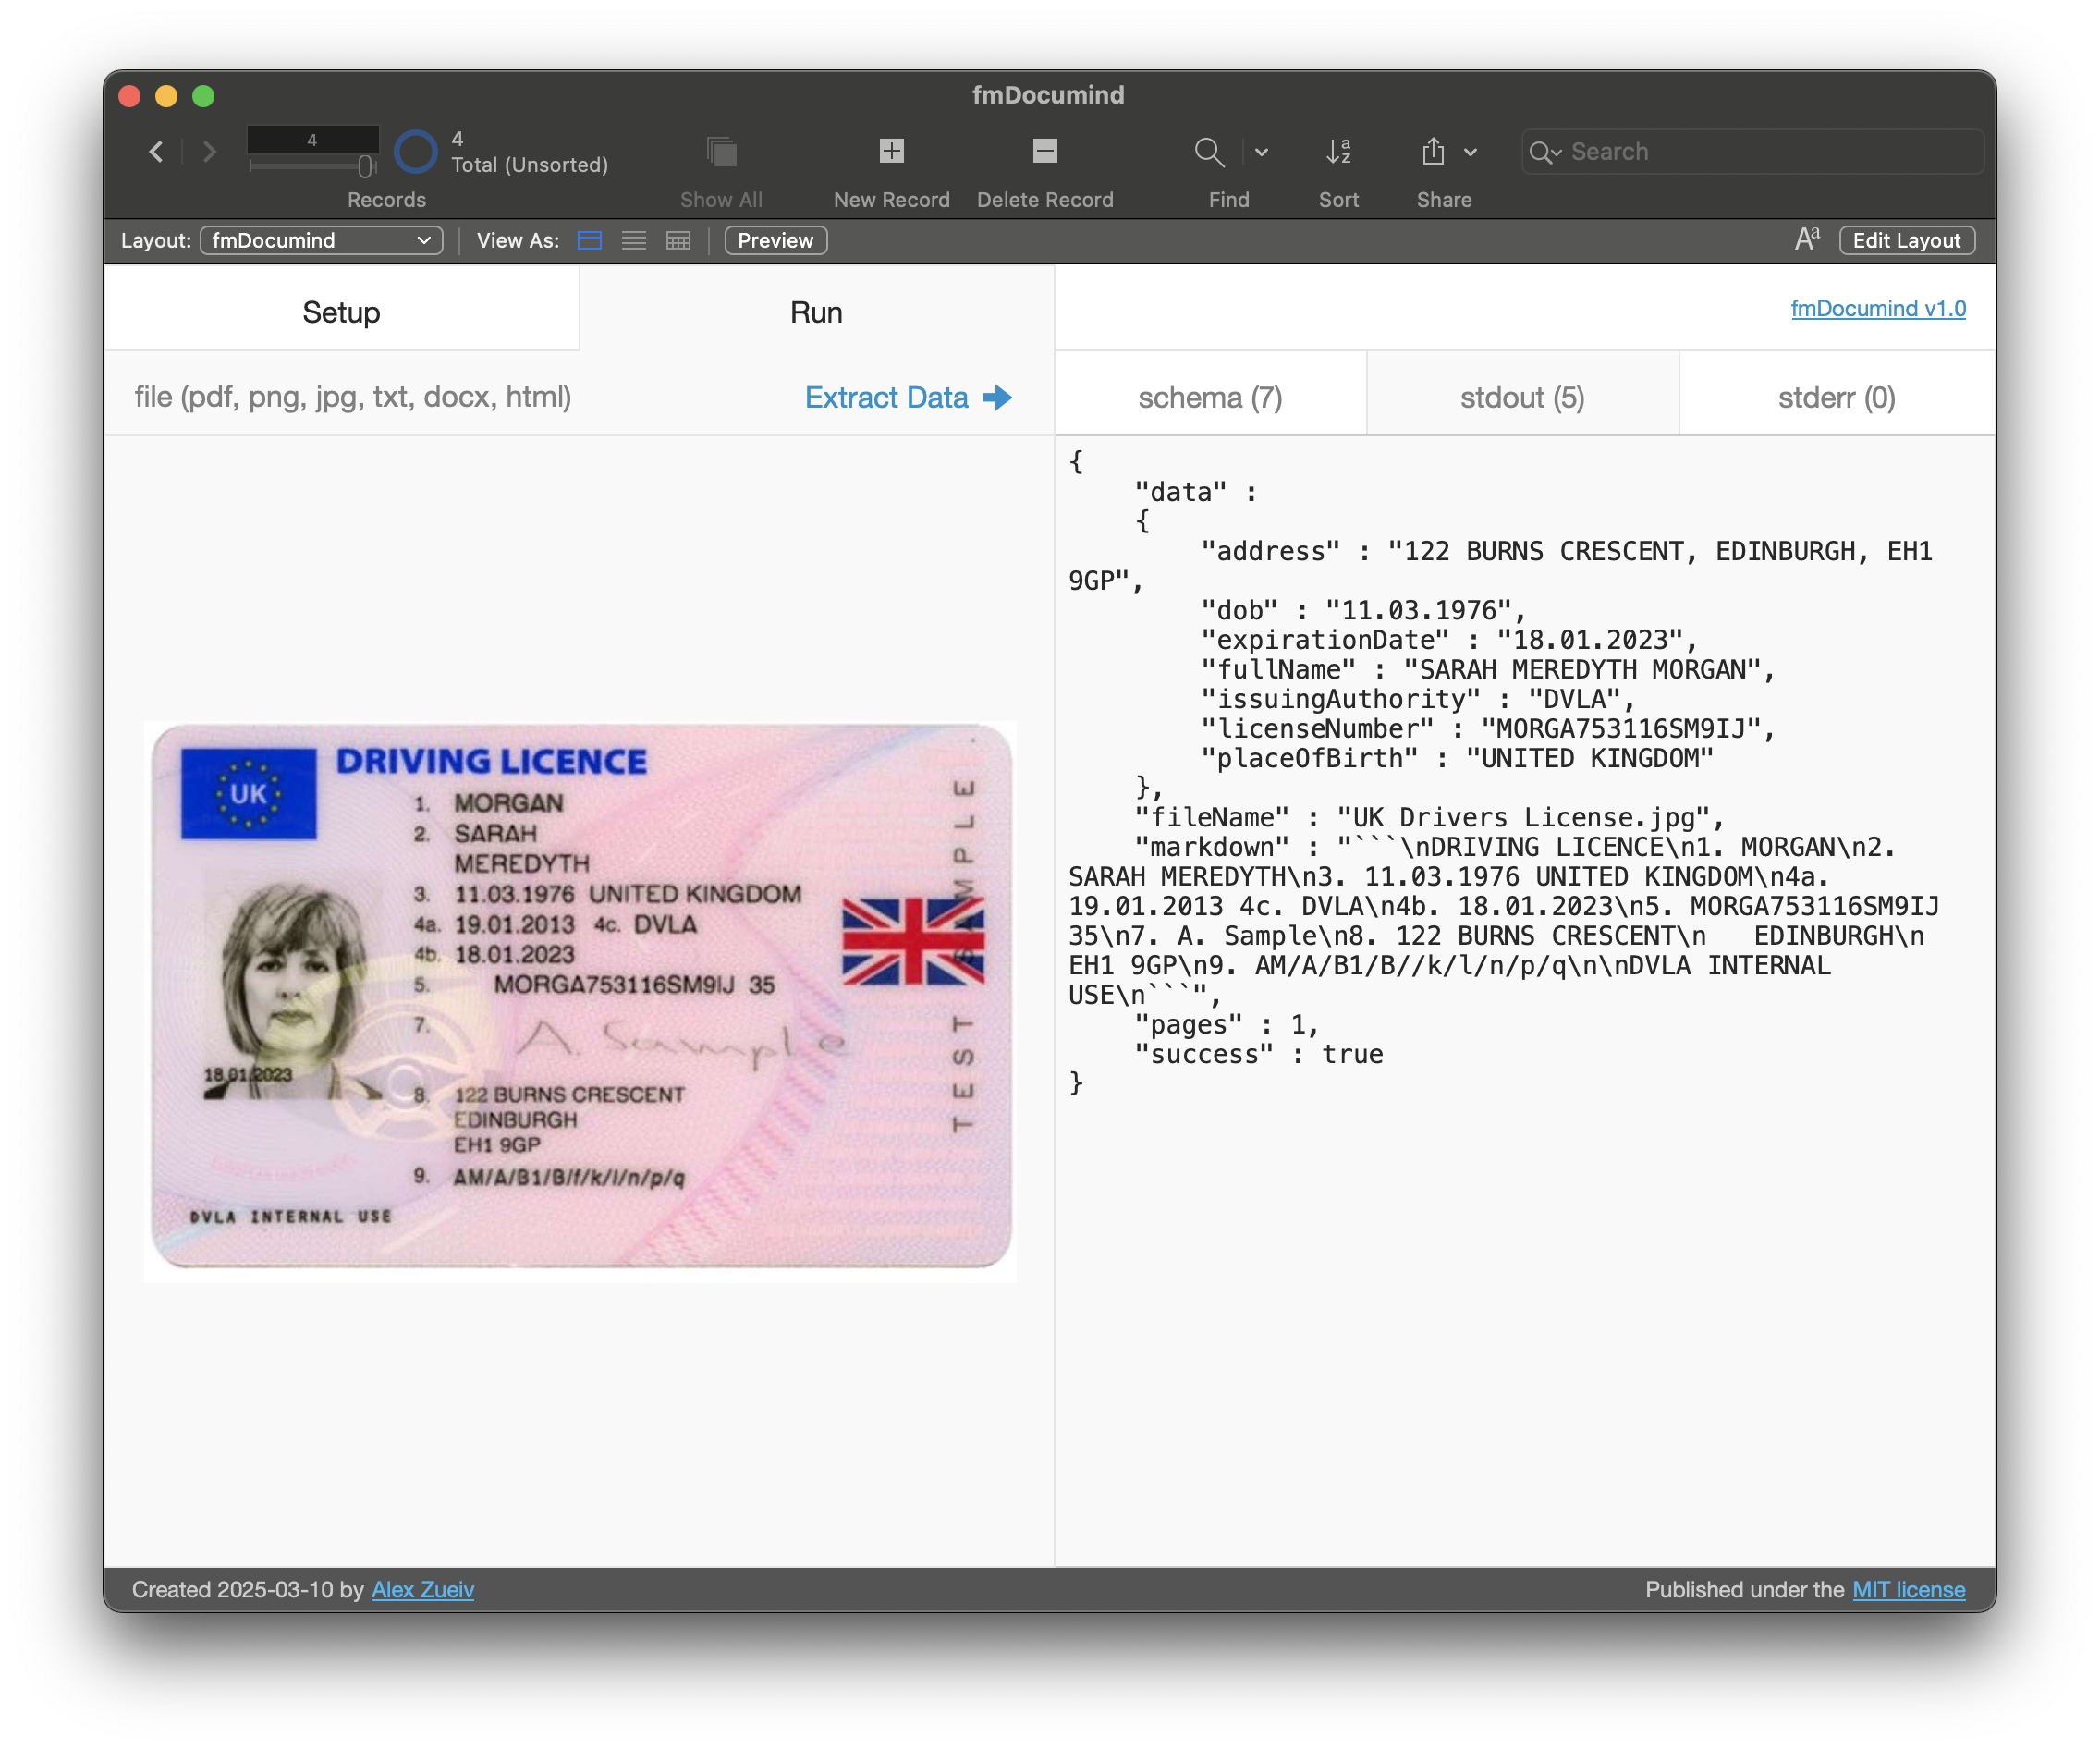 fmDocumind
4
4
Total (Unsorted)
Records
Show All
New Record
Delete Record
Find
Sort
Share
Search
Layout: fmDocumind
View As:
Preview
Aa
Edit Layout
Setup
Run
fmDocumind v1.0
file (pdf, png, jpg, txt, docx, html)
Extract Data
schema (7)
stdout (5)
stderr (0)
UK
DRIVING LICENCE
1. MORGAN
2. SARAH
MEREDYTH
3. 11.03.1976 UNITED KINGDOM
4a. 19.01.2013 4c. DVLA
4b. 18.01.2023
5. MORGA753116SM9IJ 35
7. A. Sample
18.01.2023
8. 122 BURNS CRESCENT
EDINBURGH
EH1 9GP
9. AM/A/B1/B/f/k/l/n/p/q
DVLA INTERNAL USE
TEST SAMPLE
{
"data" :
{
"address" : "122 BURNS CRESCENT, EDINBURGH, EH1
9GP",
"dob" : "11.03.1976",
"expirationDate" : "18.01.2023",
"fullName" : "SARAH MEREDYTH MORGAN",
"issuingAuthority" : "DVLA",
"licenseNumber" : "MORGA753116SM9IJ",
"placeOfBirth" : "UNITED KINGDOM"
},
"fileName" : "UK Drivers License.jpg",
"markdown" : "```\nDRIVING LICENCE\n1. MORGAN\n2.
SARAH MEREDYTH\n3. 11.03.1976 UNITED KINGDOM\n4a.
19.01.2013 4c. DVLA\n4b. 18.01.2023\n5. MORGA753116SM9IJ
35\n7. A. Sample\n8. 122 BURNS CRESCENT\n   EDINBURGH\n
EH1 9GP\n9. AM/A/B1/B//k/l/n/p/q\n\nDVLA INTERNAL
USE\n```",
"pages" : 1,
"success" : true
}
Created 2025-03-10 by Alex Zueiv
Published under the MIT license